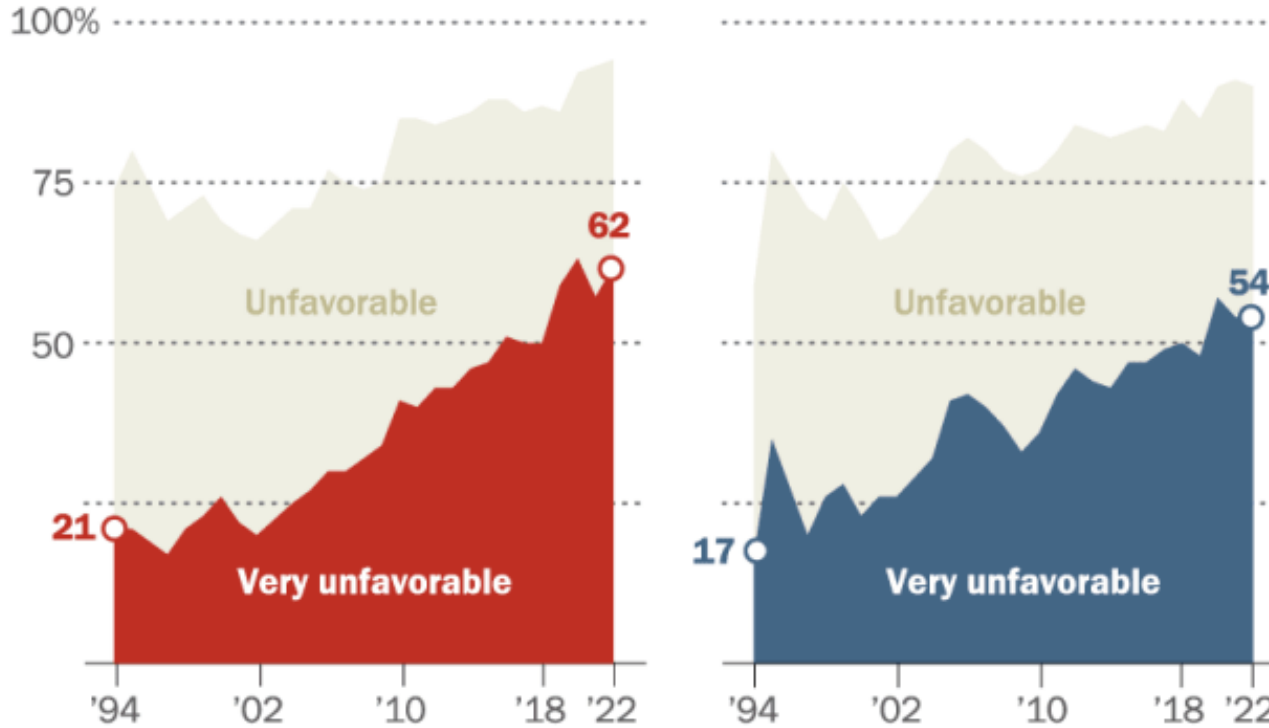 100%
75
62
Unfavorable
Unfavorable
54
50
21
17
Very unfavorable
Very unfavorable
'94 '02 '10 '18 '22
'94 '02 '10 '18 '22